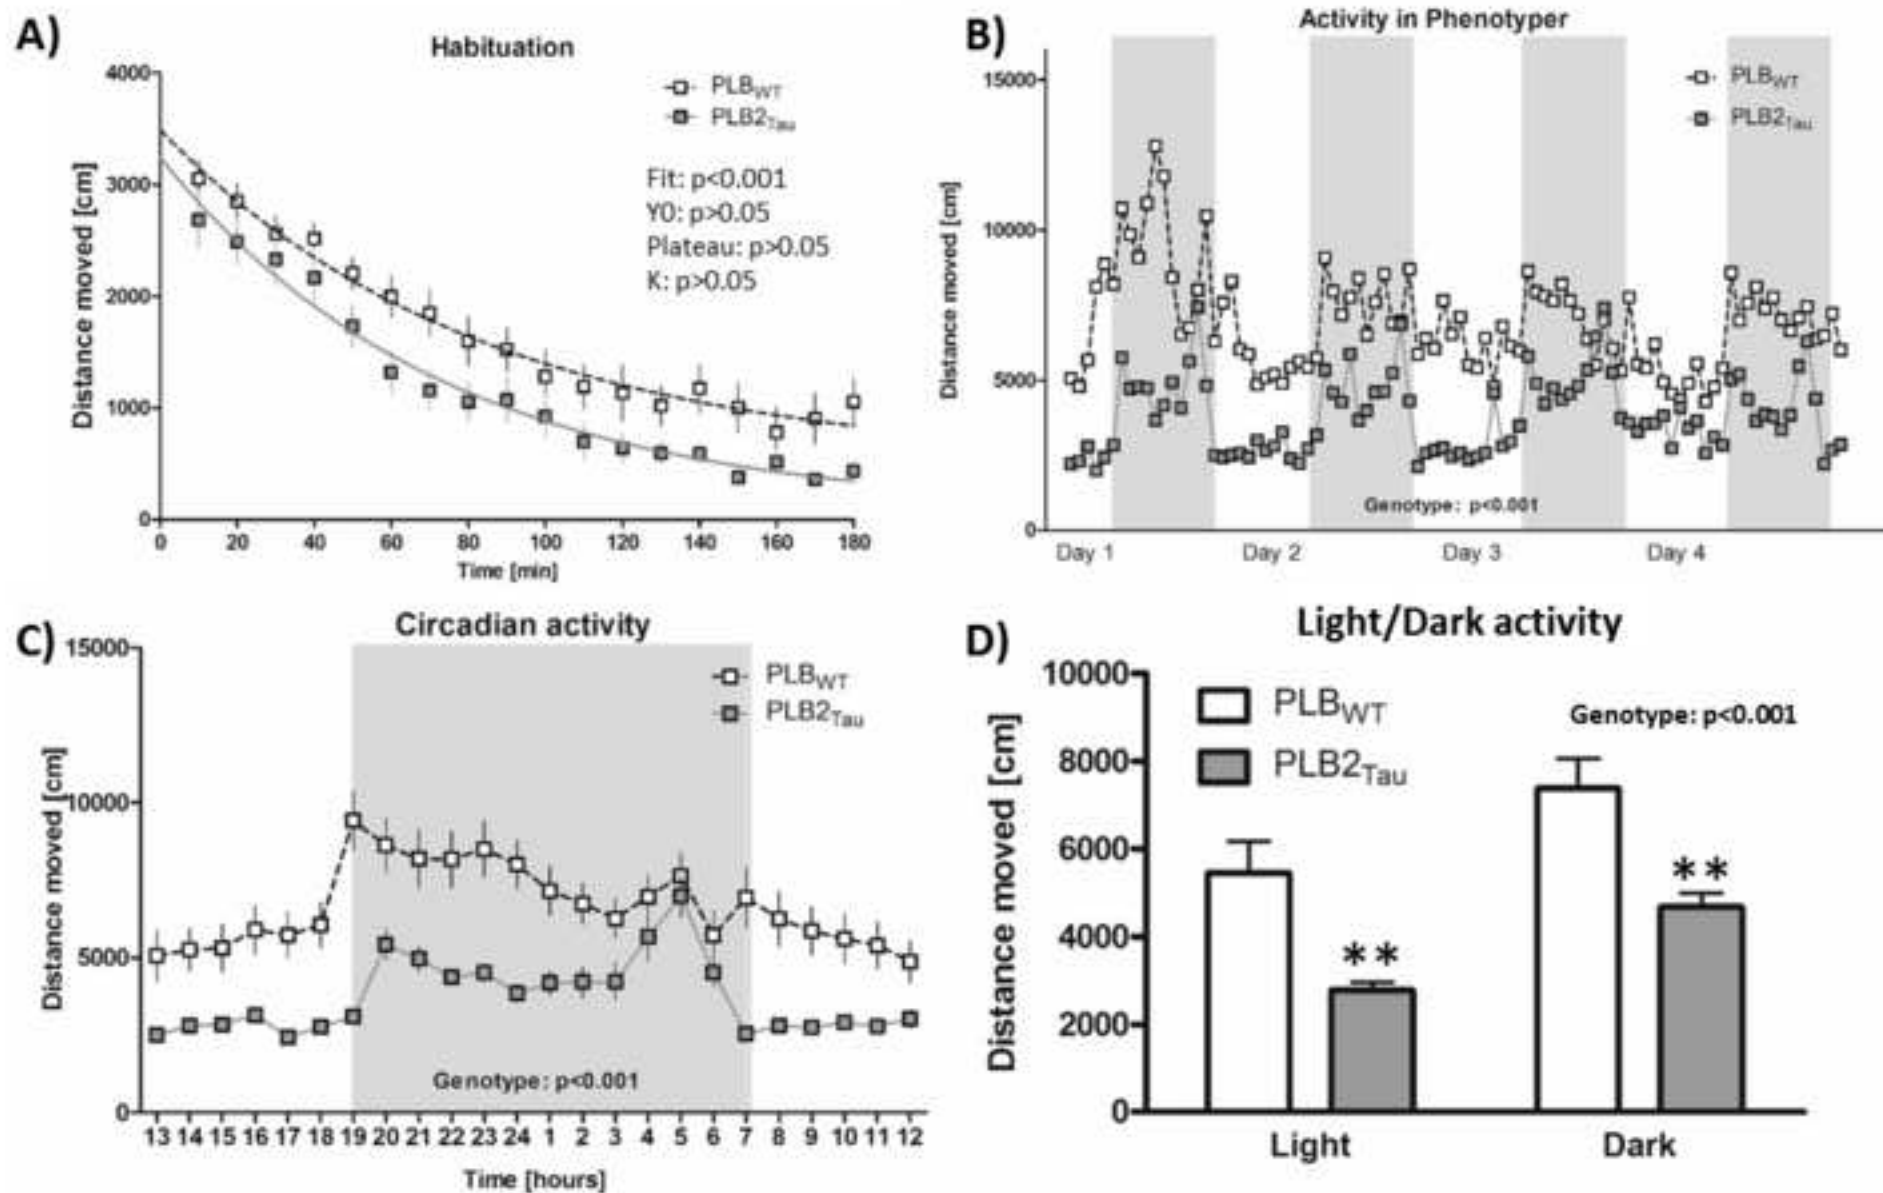 A)
Habituation
4000
3000
2000
1000
0
Distance moved [cm]
PLBWT
PLB2Tau
Fit: p<0.001
Y0: p>0.05
Plateau: p>0.05
K: p>0.05
0 20 40 60 80 100 120 140 160 180
Time [min]
B)
Activity in Phenotyper
15000
10000
5000
0
Distance moved [cm]
PLBWT
PLB2Tau
Genotype: p<0.001
Day 1 Day 2 Day 3 Day 4
C)
Circadian activity
15000
10000
5000
0
Distance moved [cm]
PLBWT
PLB2Tau
Genotype: p<0.001
13 14 15 16 17 18 19 20 21 22 23 24 1 2 3 4 5 6 7 8 9 10 11 12
Time [hours]
D)
Light/Dark activity
10000
8000
6000
4000
2000
0
Distance moved [cm]
PLBWT
PLB2Tau
Genotype: p<0.001
**
**
Light Dark